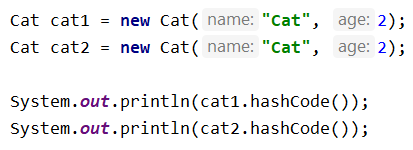 Cat cat1 = new Cat( name: "Cat", age: 2);
Cat cat2 = new Cat( name: "Cat", age: 2);
System.out.println(cat1.hashCode());
System.out.println(cat2.hashCode());